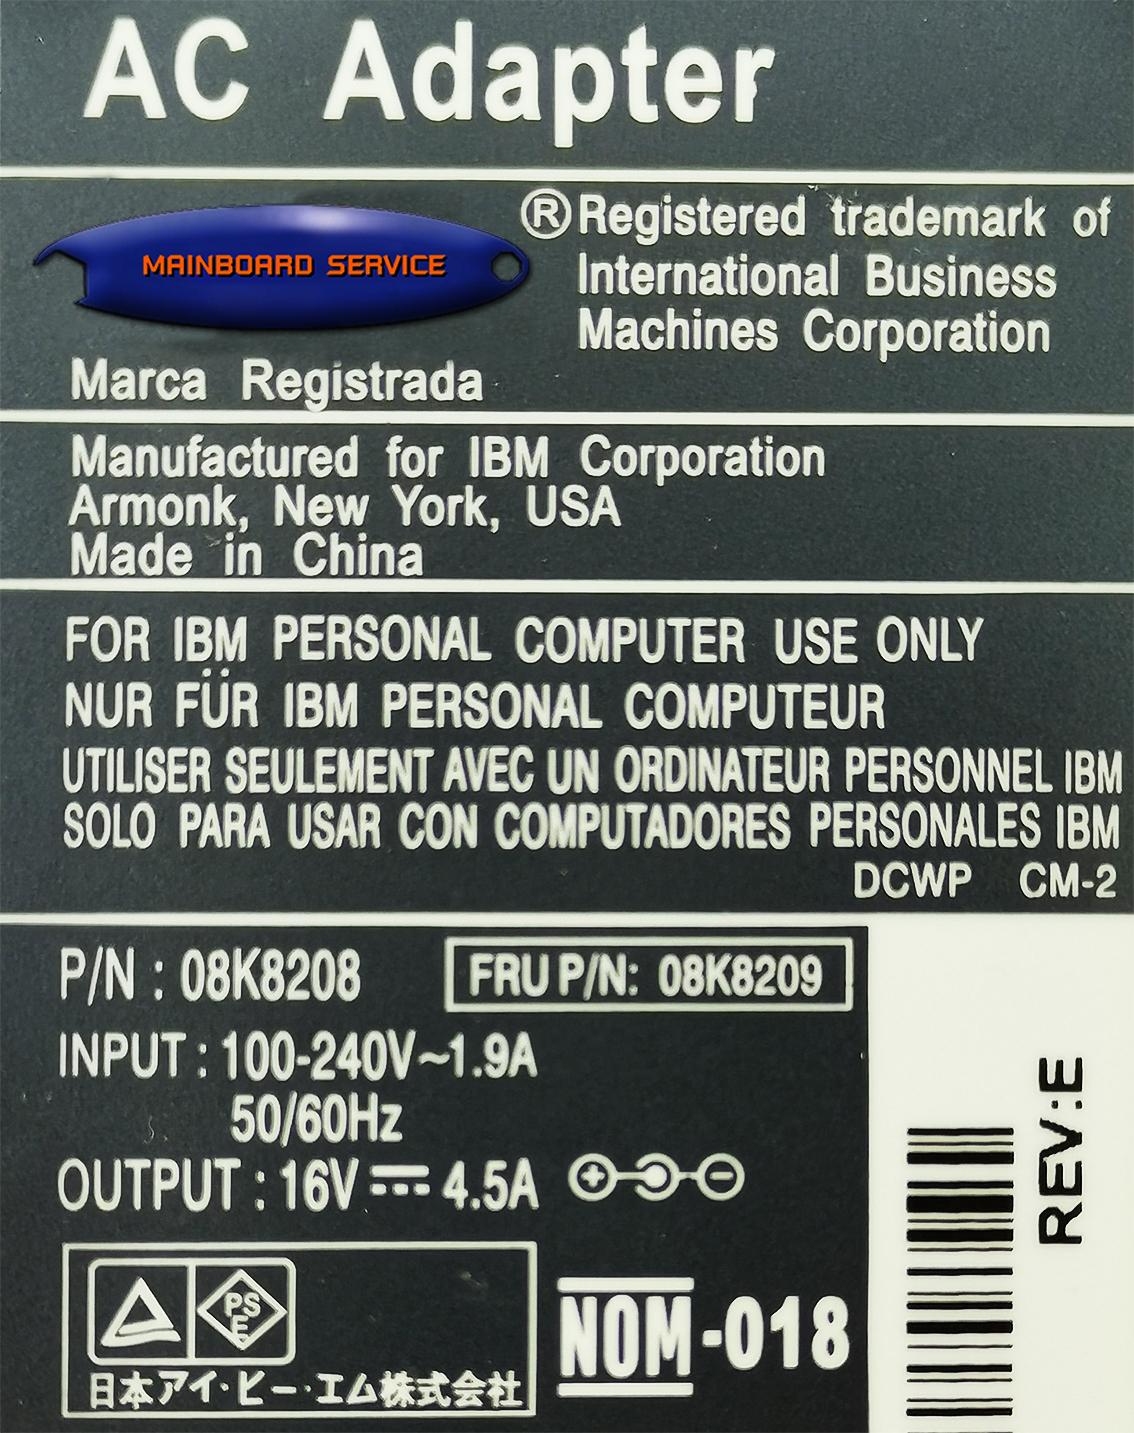 AC Adapter
MAINBOARD SERVICE
®Registered trademark of
International Business
Machines Corporation
Marca Registrada
Manufactured for IBM Corporation
Armonk, New York, USA
Made in China
FOR IBM PERSONAL COMPUTER USE ONLY
NUR FÜR IBM PERSONAL COMPUTEUR
UTILISER SEULEMENT AVEC UN ORDINATEUR PERSONNEL IBM
SOLO PARA USAR CON COMPUTADORES PERSONALES IBM
DCWP CM-2
P/N : 08K8208
FRU P/N: 08K8209
INPUT : 100-240V~1.9A
50/60Hz
OUTPUT : 16V⎓4.5A
PS
E
日本アイ・ビー・エム株式会社
NOM-018
REV:E